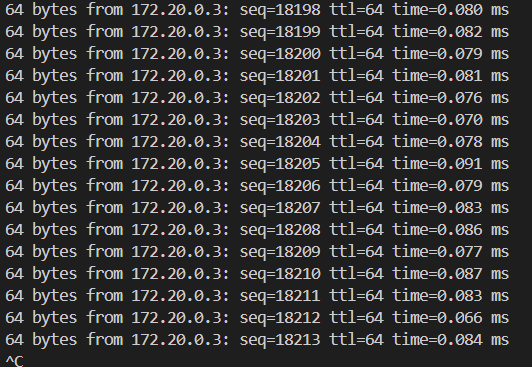 64 bytes from 172.20.0.3: seq=18198 ttl=64 time=0.080 ms
64 bytes from 172.20.0.3: seq=18199 ttl=64 time=0.082 ms
64 bytes from 172.20.0.3: seq=18200 ttl=64 time=0.079 ms
64 bytes from 172.20.0.3: seq=18201 ttl=64 time=0.081 ms
64 bytes from 172.20.0.3: seq=18202 ttl=64 time=0.076 ms
64 bytes from 172.20.0.3: seq=18203 ttl=64 time=0.070 ms
64 bytes from 172.20.0.3: seq=18204 ttl=64 time=0.078 ms
64 bytes from 172.20.0.3: seq=18205 ttl=64 time=0.091 ms
64 bytes from 172.20.0.3: seq=18206 ttl=64 time=0.079 ms
64 bytes from 172.20.0.3: seq=18207 ttl=64 time=0.083 ms
64 bytes from 172.20.0.3: seq=18208 ttl=64 time=0.086 ms
64 bytes from 172.20.0.3: seq=18209 ttl=64 time=0.077 ms
64 bytes from 172.20.0.3: seq=18210 ttl=64 time=0.087 ms
64 bytes from 172.20.0.3: seq=18211 ttl=64 time=0.083 ms
64 bytes from 172.20.0.3: seq=18212 ttl=64 time=0.066 ms
64 bytes from 172.20.0.3: seq=18213 ttl=64 time=0.084 ms
^C